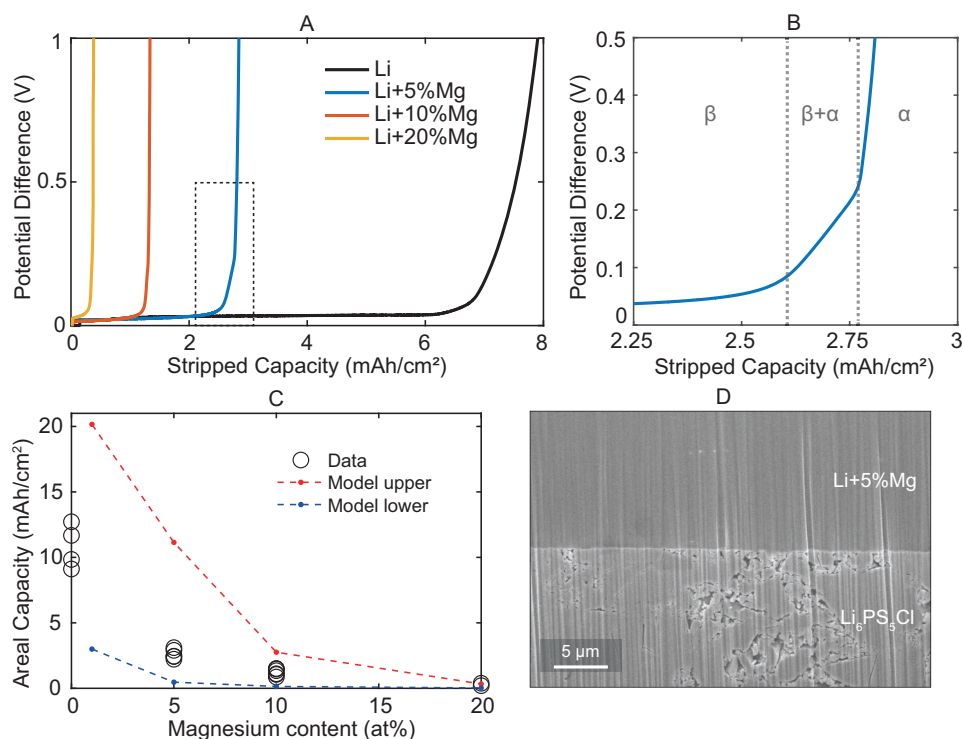 A
Potential Difference (V)
1
0.5
0
Li
Li+5%Mg
Li+10%Mg
Li+20%Mg
0
2
4
6
8
Stripped Capacity (mAh/cm²)
B
Potential Difference (V)
0.5
0.4
0.3
0.2
0.1
0
β
β+α
α
2.25
2.5
2.75
3
Stripped Capacity (mAh/cm²)
C
Areal Capacity (mAh/cm²)
20
15
10
5
0
Data
Model upper
Model lower
0
5
10
15
20
Magnesium content (at%)
D
Li+5%Mg
Li₆PS₅Cl
5 µm